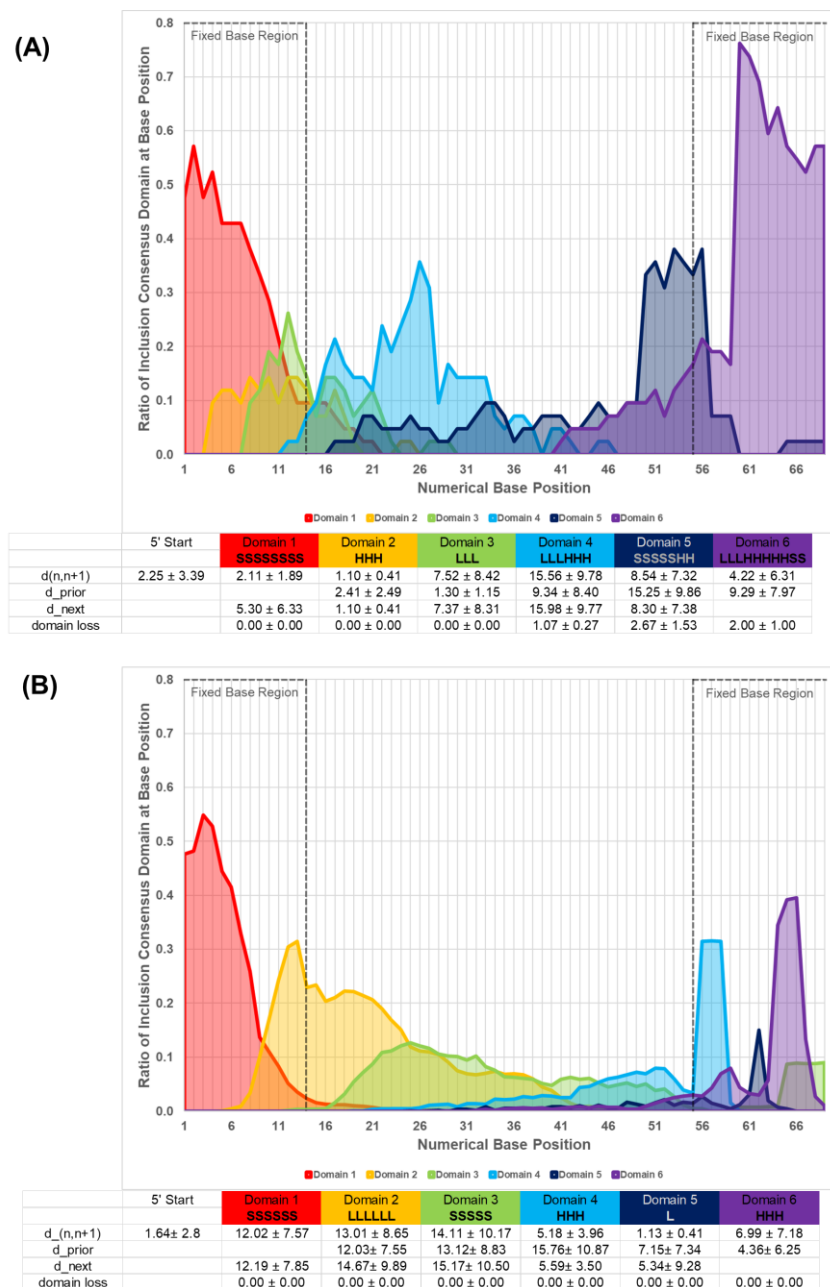 (A)
Fixed Base Region
Fixed Base Region
Ratio of Inclusion Consensus Domain at Base Position
0.8
0.7
0.6
0.5
0.4
0.3
0.2
0.1
0.0
1 6 11 16 21 26 31 36 41 46 51 56 61 66
Numerical Base Position
Domain 1 Domain 2 Domain 3 Domain 4 Domain 5 Domain 6
5' Start Domain 1 Domain 2 Domain 3 Domain 4 Domain 5 Domain 6
SSSSSSSS HHH LLL LLLHHH SSSSSHH LLLHHHHHSS
d(n,n+1) 2.25 ± 3.39 2.11 ± 1.89 1.10 ± 0.41 7.52 ± 8.42 15.56 ± 9.78 8.54 ± 7.32 4.22 ± 6.31
d_prior 2.41 ± 2.49 1.30 ± 1.15 9.34 ± 8.40 15.25 ± 9.86 9.29 ± 7.97
d_next 5.30 ± 6.33 1.10 ± 0.41 7.37 ± 8.31 15.98 ± 9.77 8.30 ± 7.38
domain loss 0.00 ± 0.00 0.00 ± 0.00 0.00 ± 0.00 1.07 ± 0.27 2.67 ± 1.53 2.00 ± 1.00
(B)
Fixed Base Region
Fixed Base Region
Ratio of Inclusion Consensus Domain at Base Position
0.8
0.7
0.6
0.5
0.4
0.3
0.2
0.1
0.0
1 6 11 16 21 26 31 36 41 46 51 56 61 66
Numerical Base Position
Domain 1 Domain 2 Domain 3 Domain 4 Domain 5 Domain 6
5' Start Domain 1 Domain 2 Domain 3 Domain 4 Domain 5 Domain 6
SSSSSS LLLLLL SSSSS HHH L HHH
d_(n,n+1) 1.64± 2.8 12.02 ± 7.57 13.01 ± 8.65 14.11 ± 10.17 5.18 ± 3.96 1.13 ± 0.41 6.99 ± 7.18
d_prior 12.03± 7.55 13.12± 8.83 15.76± 10.87 7.15± 7.34 4.36± 6.25
d_next 12.19 ± 7.85 14.67± 9.89 15.17± 10.50 5.59± 3.50 5.34± 9.28
domain loss 0.00 ± 0.00 0.00 ± 0.00 0.00 ± 0.00 0.00 ± 0.00 0.00 ± 0.00 0.00 ± 0.00